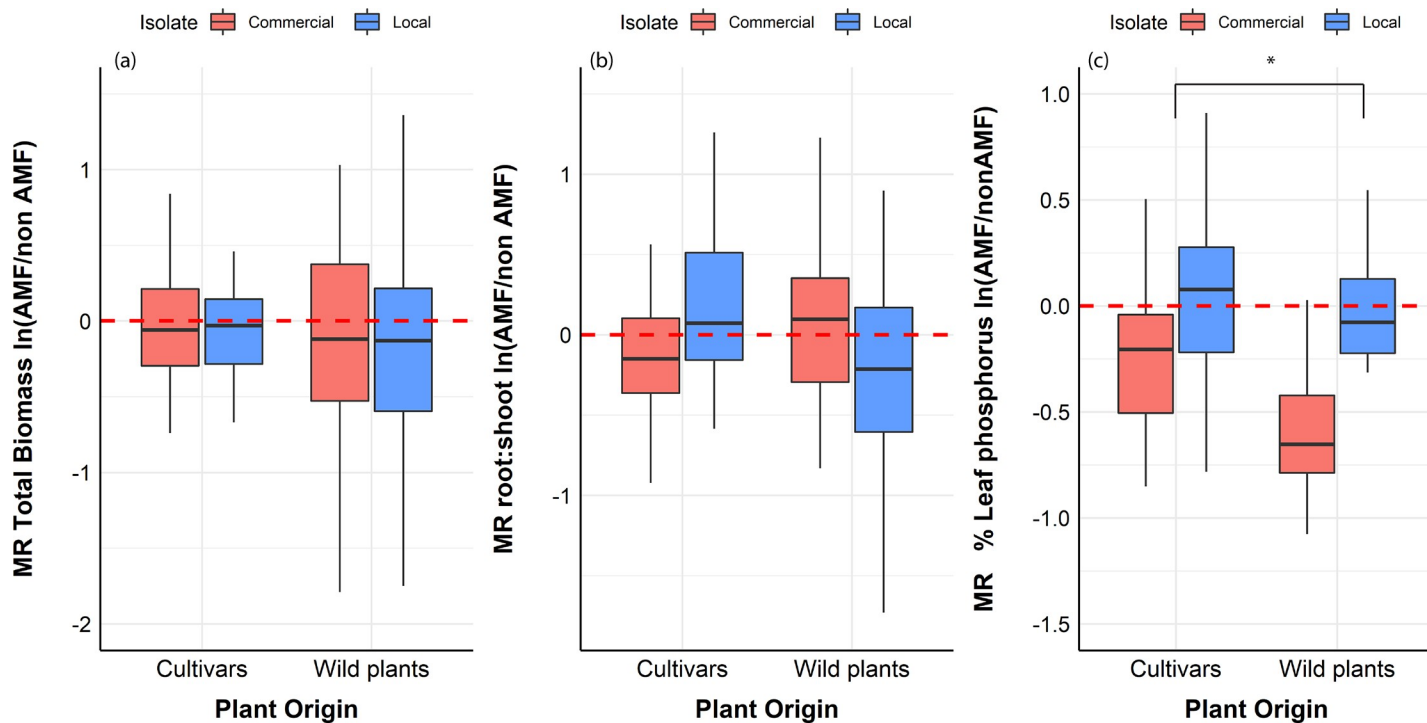 Isolate Commercial Local
(a)
MR Total Biomass ln(AMF/non AMF)
1
0
-1
-2
Cultivars Wild plants
Plant Origin
Isolate Commercial Local
(b)
MR root:shoot ln(AMF/non AMF)
1
0
-1
Cultivars Wild plants
Plant Origin
Isolate Commercial Local
(c)
*
MR % Leaf phosphorus ln(AMF/nonAMF)
1.0
0.5
0.0
-0.5
-1.0
-1.5
Cultivars Wild plants
Plant Origin